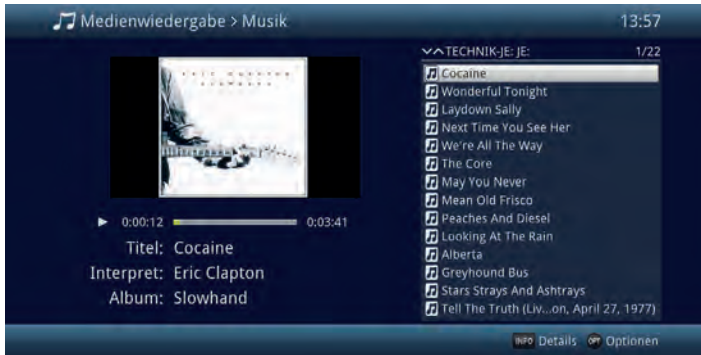 Medienwiedergabe > Musik
13:57
TECHNIK-JE: JE: 1/22
ERIC CLAPTON
SLOWHAND
Cocaine
Wonderful Tonight
Laydown Sally
Next Time You See Her
We're All The Way
The Core
May You Never
Mean Old Frisco
Peaches And Diesel
Looking At The Rain
Alberta
Greyhound Bus
Stars Strays And Ashtrays
Tell The Truth (Liv...on, April 27, 1977)
0:00:12 0:03:41
Titel: Cocaine
Interpret: Eric Clapton
Album: Slowhand
INFO Details OPT Optionen